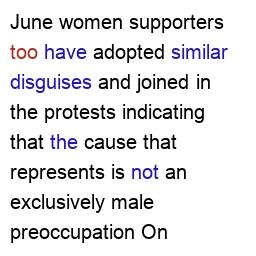 June women supporters
too have adopted similar
disguises and joined in
the protests indicating
that the cause that
represents is not an
exclusively male
preoccupation On